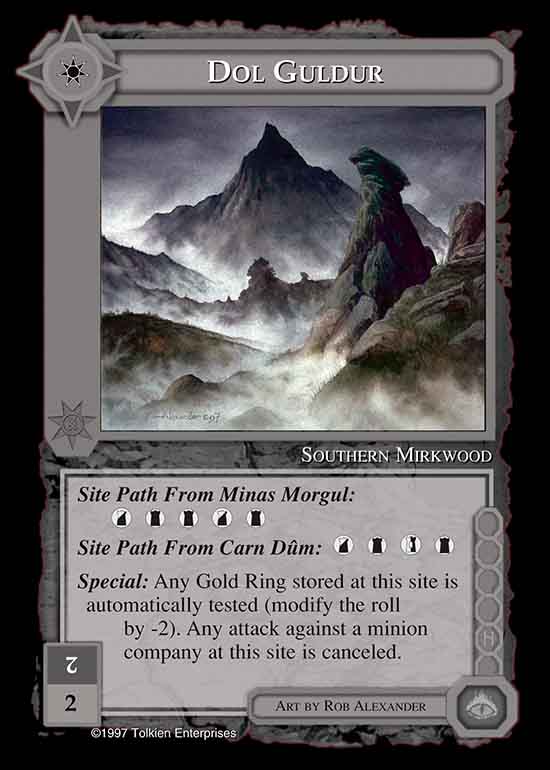 DOL GULDUR
SOUTHERN MIRKWOOD
Site Path From Minas Morgul:
Site Path From Carn Dûm:
Special: Any Gold Ring stored at this site is
automatically tested (modify the roll
by -2). Any attack against a minion
company at this site is canceled.
2
2
H
ART BY ROB ALEXANDER
©1997 Tolkien Enterprises